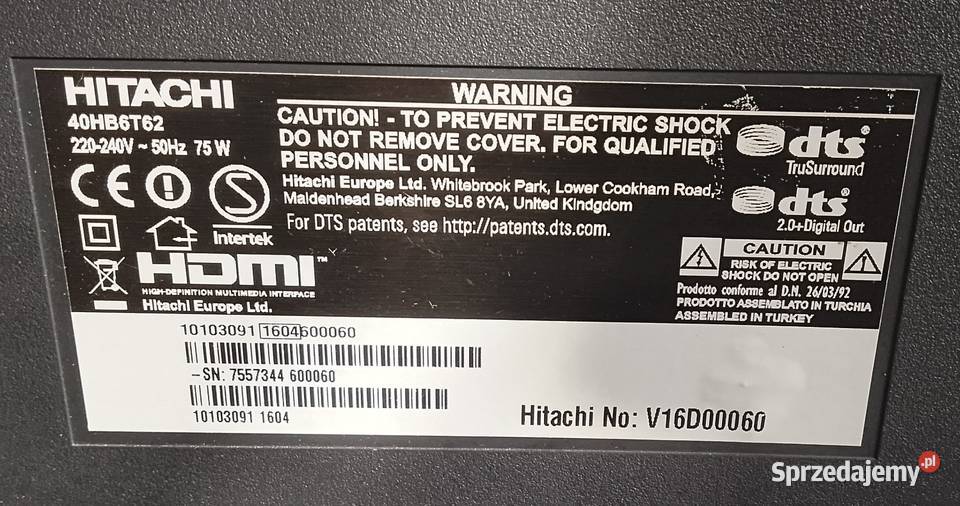 HITACHI
40HB6T62
220-240V ~ 50Hz 75 W
Intertek
HDMI™
HIGH-DEFINITION MULTIMEDIA INTERFACE
Hitachi Europe Ltd.
WARNING
CAUTION! - TO PREVENT ELECTRIC SHOCK
DO NOT REMOVE COVER. FOR QUALIFIED
PERSONNEL ONLY.
Hitachi Europe Ltd. Whitebrook Park, Lower Cookham Road,
Maidenhead Berkshire SL6 8YA, United Kindgdom
For DTS patents, see http://patents.dts.com.
dts®
TruSurround
dts®
2.0+Digital Out
CAUTION
RISK OF ELECTRIC
SHOCK DO NOT OPEN
Prodotto conforme al D.N. 26/03/92
PRODOTTO ASSEMBLATO IN TURCHIA
ASSEMBLED IN TURKEY
10103091 1604600060
-SN: 7557344 600060
10103091 1604
Hitachi No: V16D00060
Sprzedajemy.pl